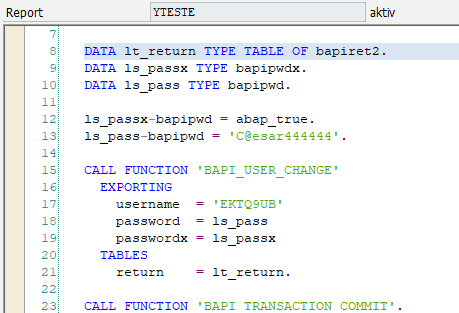 Report YTESTE aktiv
7
8 DATA lt_return TYPE TABLE OF bapiret2.
9 DATA ls_passx TYPE bapipwdx.
10 DATA ls_pass TYPE bapipwd.
11
12 ls_passx-bapipwd = abap_true.
13 ls_pass-bapipwd = 'C@esar444444'.
14
15 CALL FUNCTION 'BAPI_USER_CHANGE'
16 EXPORTING
17 username = 'EKTQ9UB'
18 password = ls_pass
19 passwordx = ls_passx
20 TABLES
21 return = lt_return.
22
23 CALL FUNCTION 'BAPI_TRANSACTION_COMMIT'.